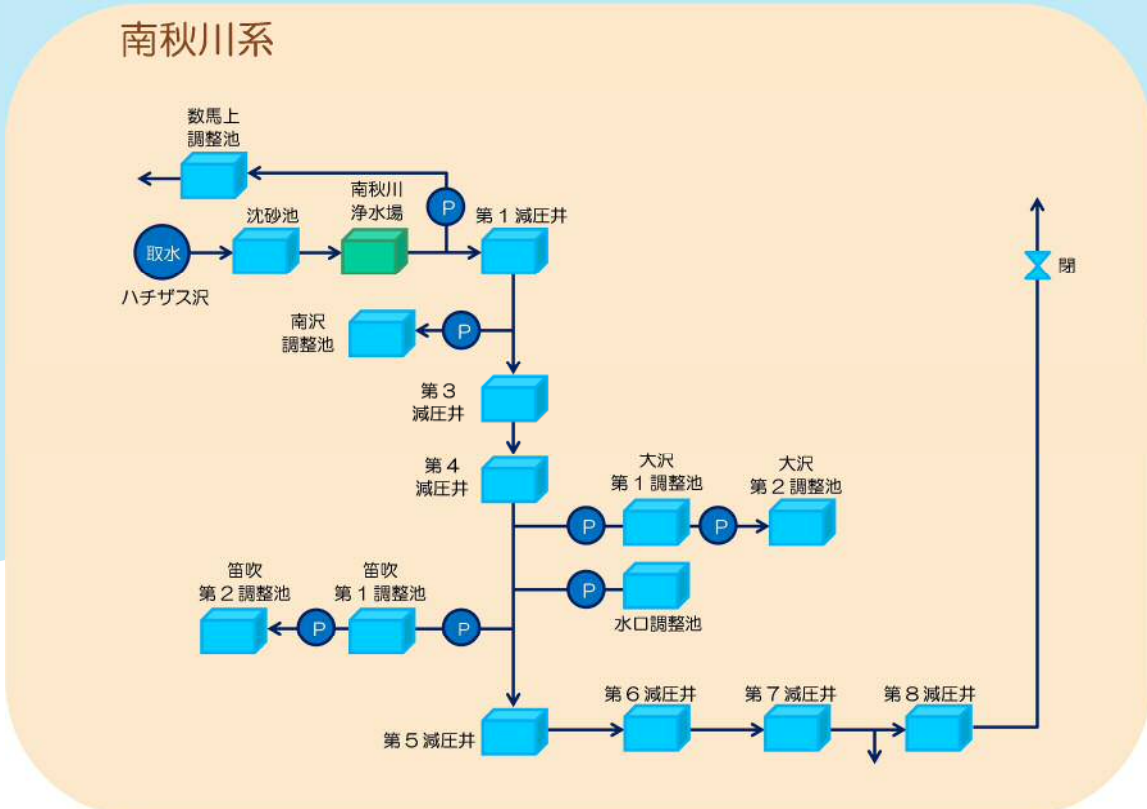 南秋川系
数馬上
調整池
P
南秋川
浄水場
沈砂池
第1減圧井
取水
ハチザス沢
閉
南沢
調整池
P
第3
減圧井
第4
減圧井
大沢
第1調整池
大沢
第2調整池
P
P
笛吹
第2調整池
笛吹
第1調整池
P
水口調整池
P
P
第5減圧井
第6減圧井
第7減圧井
第8減圧井